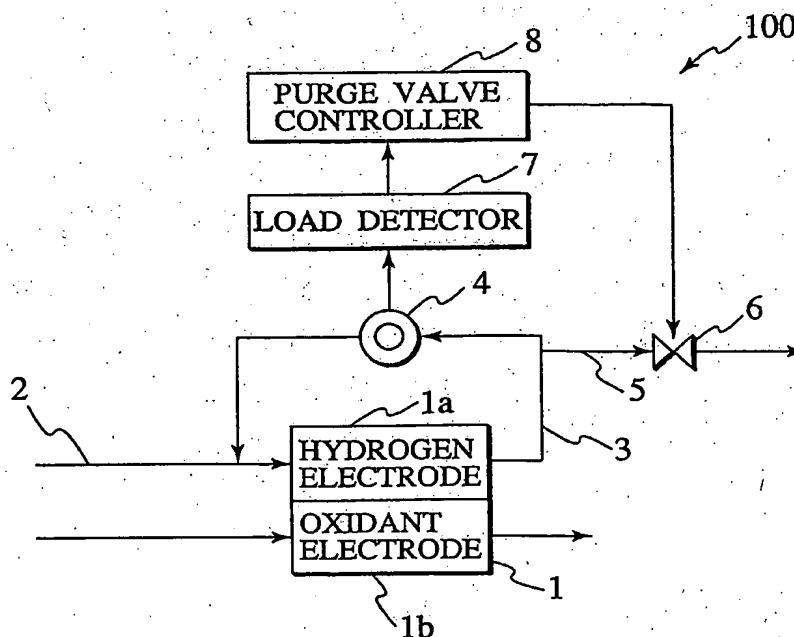 8
100
PURGE VALVE
CONTROLLER
7
LOAD DETECTOR
4
6
5
2
1a
3
HYDROGEN
ELECTRODE
OXIDANT
ELECTRODE
1
1b